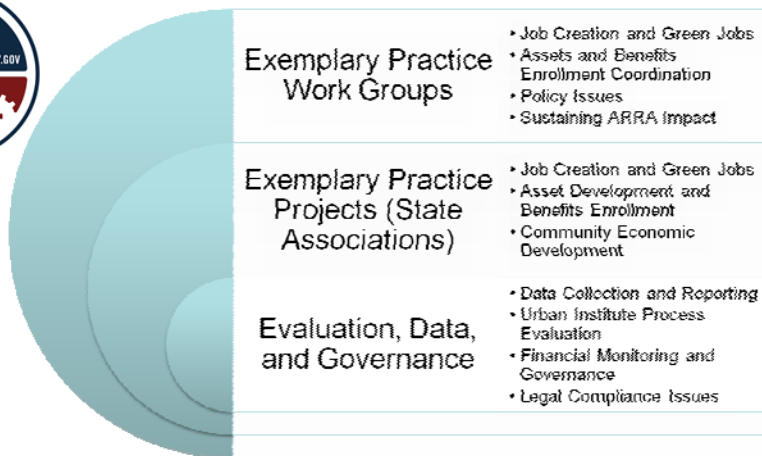 .GOV
Exemplary Practice
Work Groups
• Job Creation and Green Jobs
• Assets and Benefits
Enrollment Coordination
• Policy Issues
• Sustaining ARRA Impact
Exemplary Practice
Projects (State
Associations)
• Job Creation and Green Jobs
• Asset Development and
Benefits Enrollment
• Community Economic
Development
Evaluation, Data,
and Governance
• Data Collection and Reporting
• Urban Institute Process
Evaluation
• Financial Monitoring and
Governance
• Legal Compliance Issues